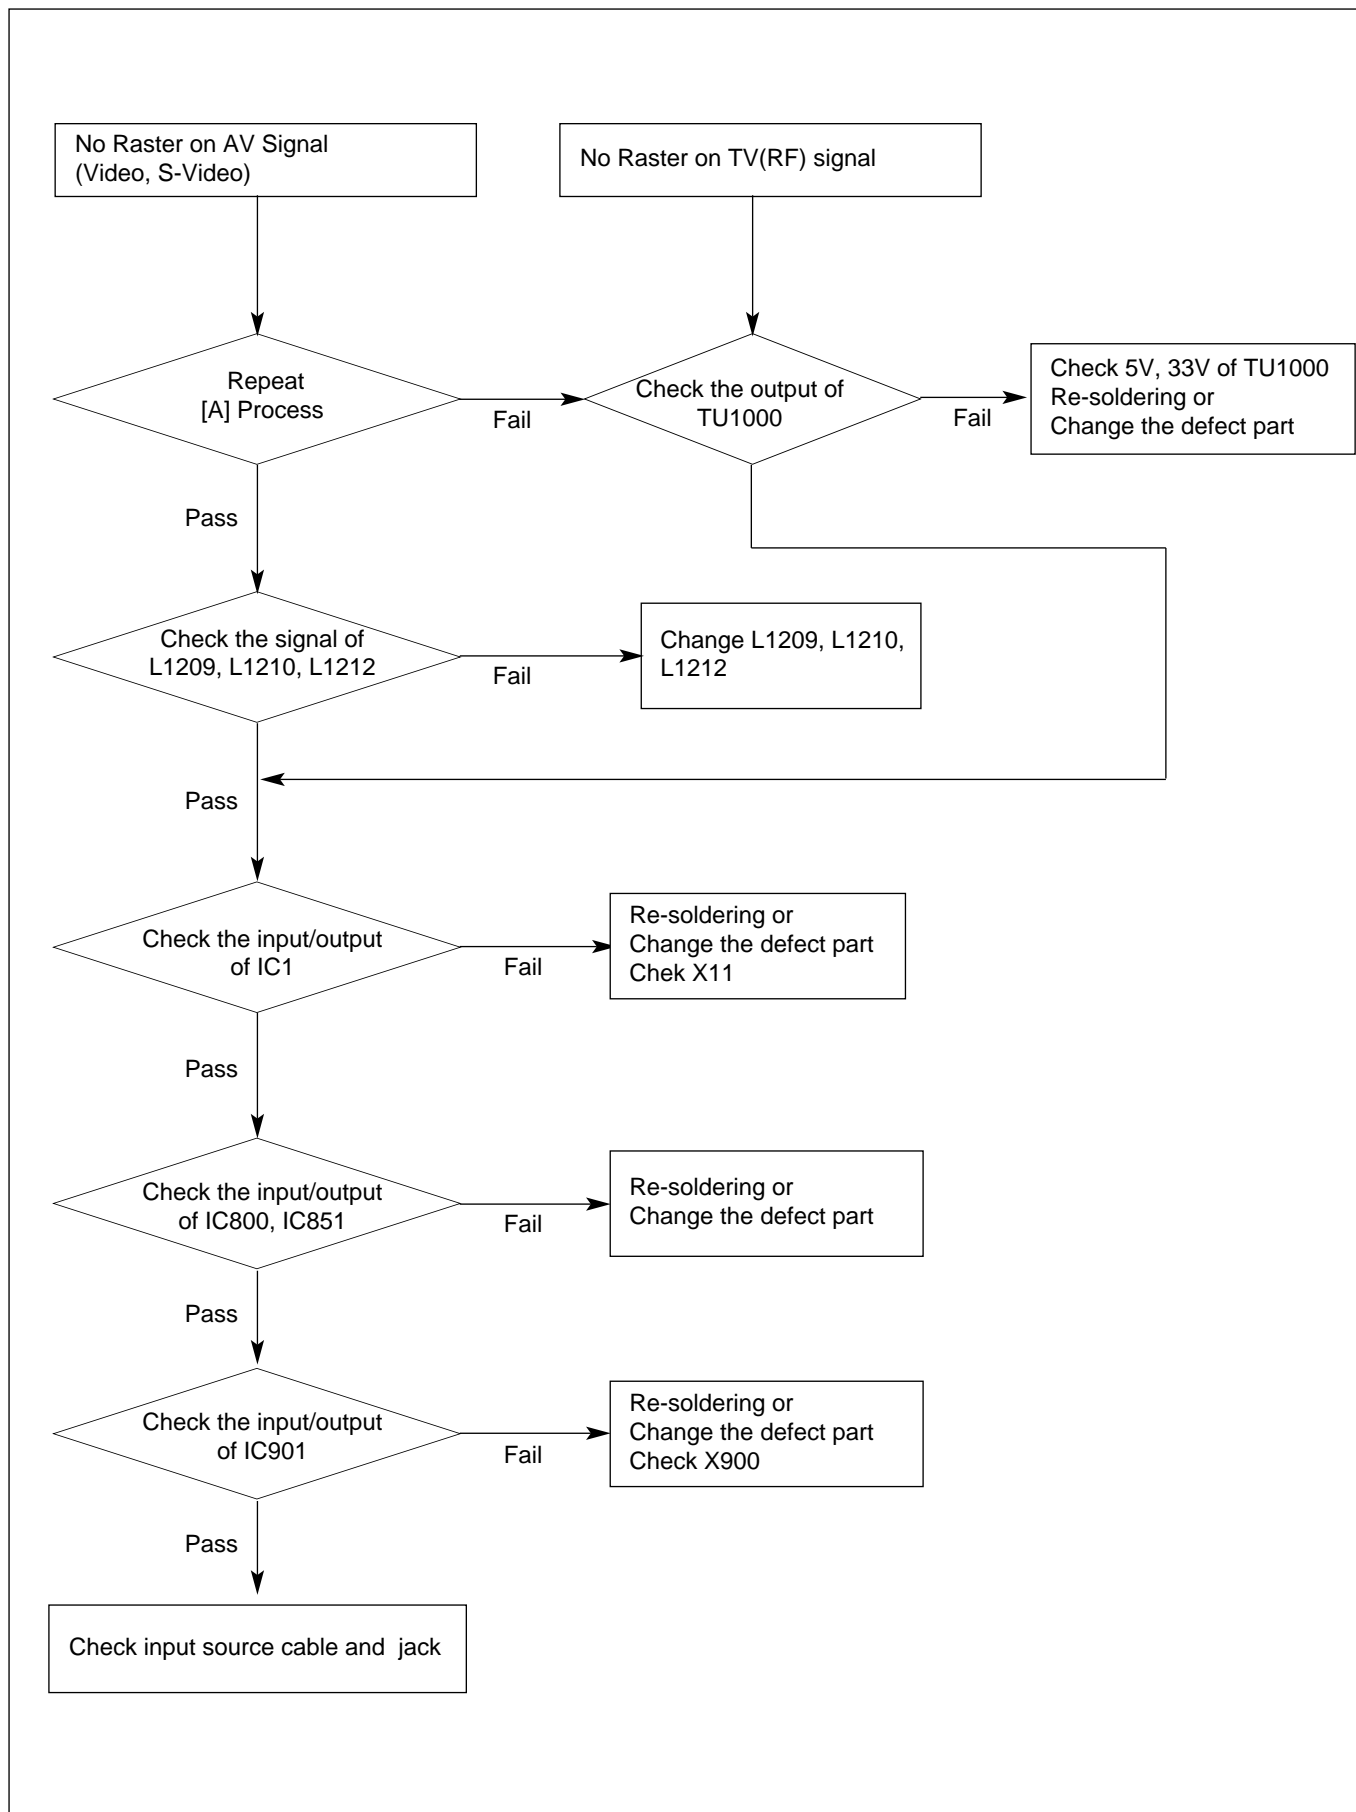 No Raster on AV Signal
(Video, S-Video)
No Raster on TV(RF) signal
Repeat
[A] Process
Fail
Check the output of
TU1000
Fail
Check 5V, 33V of TU1000
Re-soldering or
Change the defect part
Pass
Check the signal of
L1209, L1210, L1212
Fail
Change L1209, L1210,
L1212
Pass
Check the input/output
of IC1
Fail
Re-soldering or
Change the defect part
Chek X11
Pass
Check the input/output
of IC800, IC851
Fail
Re-soldering or
Change the defect part
Pass
Check the input/output
of IC901
Fail
Re-soldering or
Change the defect part
Check X900
Pass
Check input source cable and  jack